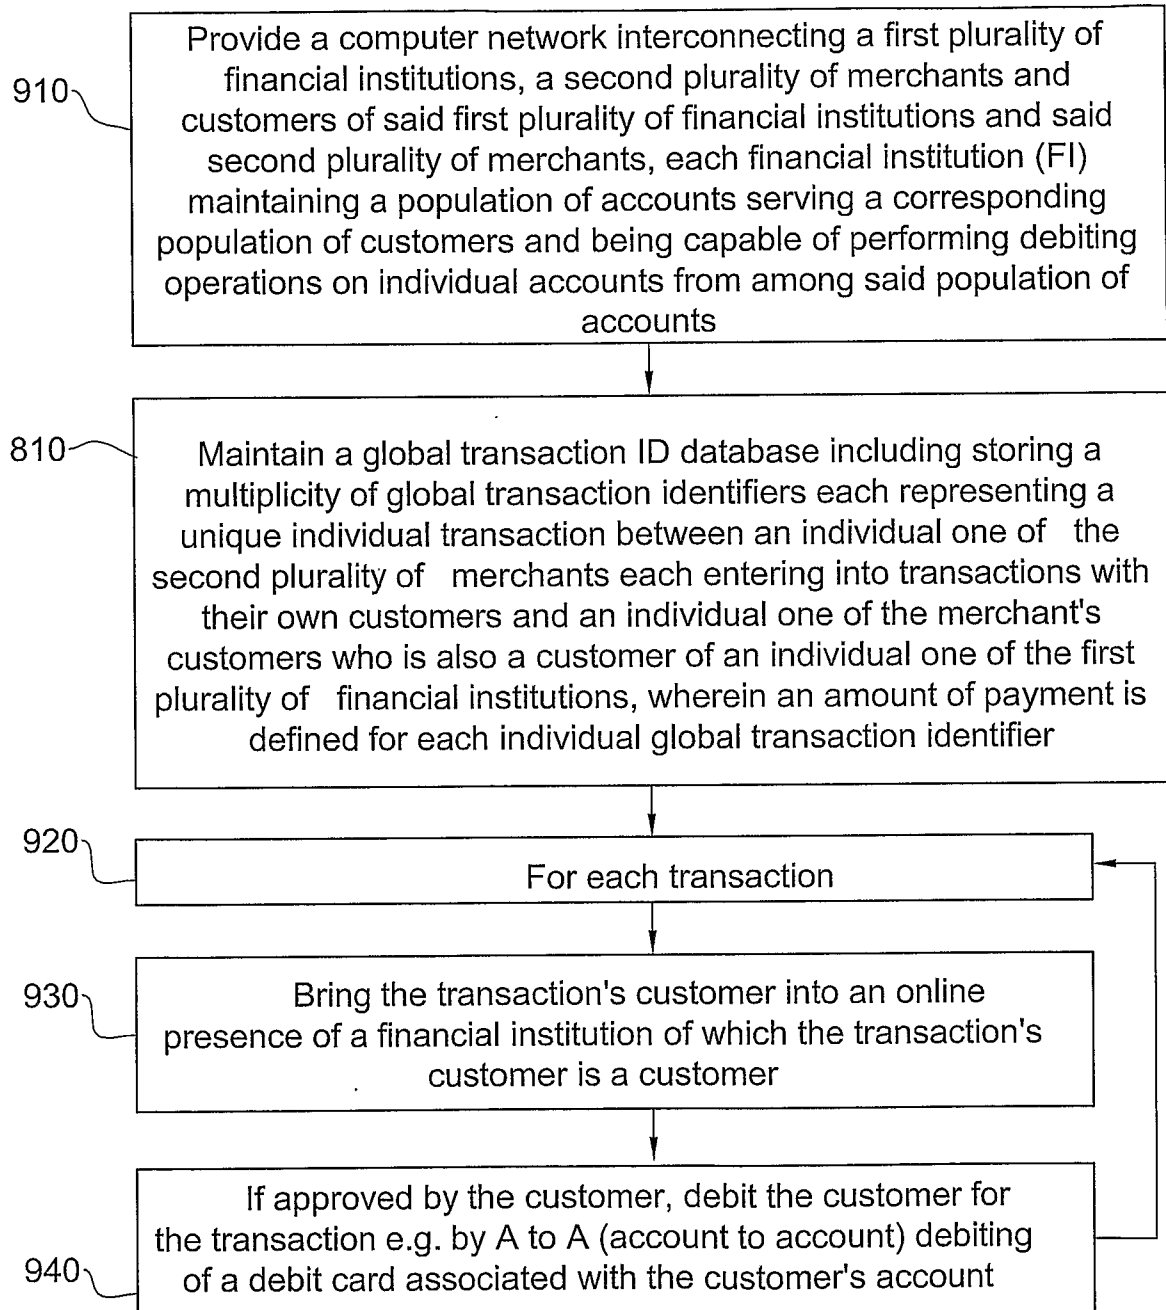 910
Provide a computer network interconnecting a first plurality of
financial institutions, a second plurality of merchants and
customers of said first plurality of financial institutions and said
second plurality of merchants, each financial institution (FI)
maintaining a population of accounts serving a corresponding
population of customers and being capable of performing debiting
operations on individual accounts from among said population of
accounts
810
Maintain a global transaction ID database including storing a
multiplicity of global transaction identifiers each representing a
unique individual transaction between an individual one of the
second plurality of merchants each entering into transactions with
their own customers and an individual one of the merchant's
customers who is also a customer of an individual one of the first
plurality of financial institutions, wherein an amount of payment is
defined for each individual global transaction identifier
920
For each transaction
930
Bring the transaction's customer into an online
presence of a financial institution of which the transaction's
customer is a customer
940
If approved by the customer, debit the customer for
the transaction e.g. by A to A (account to account) debiting
of a debit card associated with the customer's account